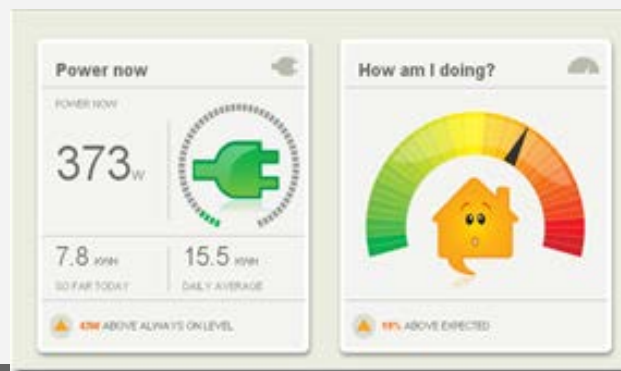 Power now
POWER NOW
373W
7.8 KWH
SO FAR TODAY
15.5 KWH
DAILY AVERAGE
ABOVE ALWAYS ON LEVEL
How am I doing?
ABOVE EXPECTED